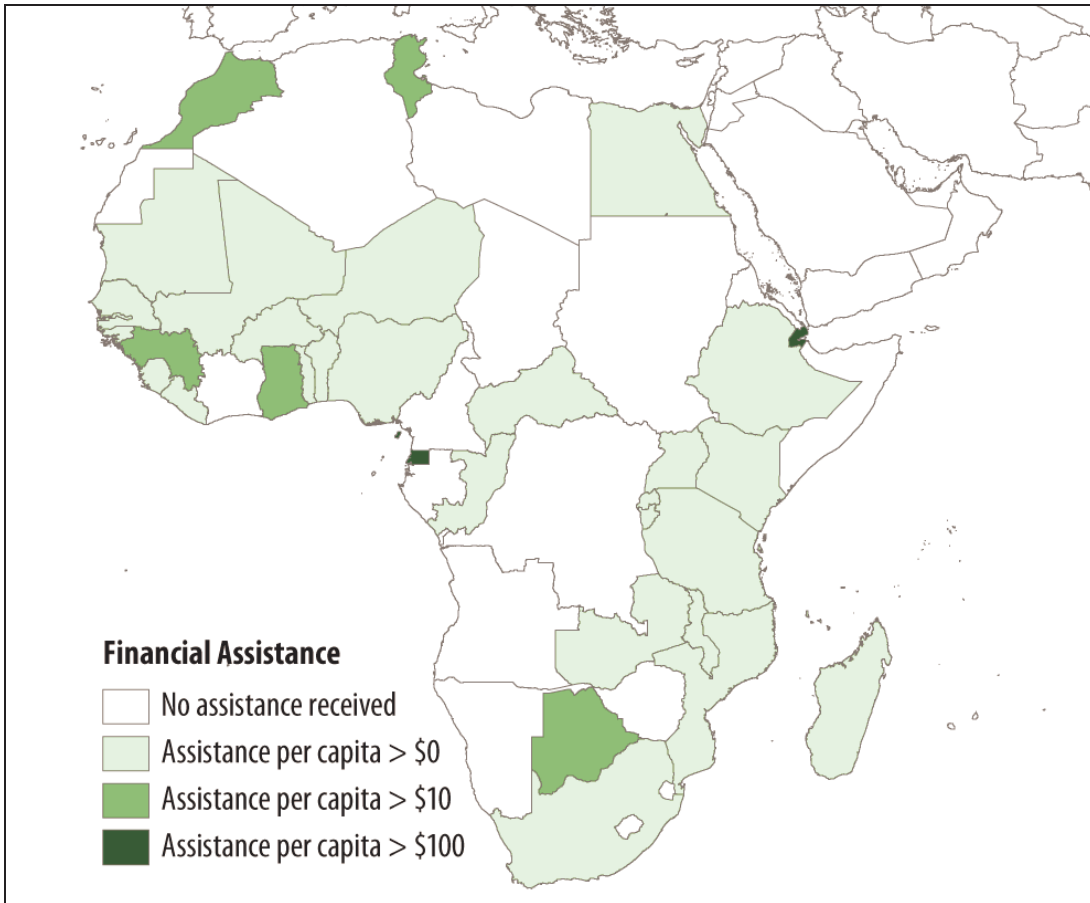 Financial Assistance
No assistance received
Assistance per capita > $0
Assistance per capita > $10
Assistance per capita > $100